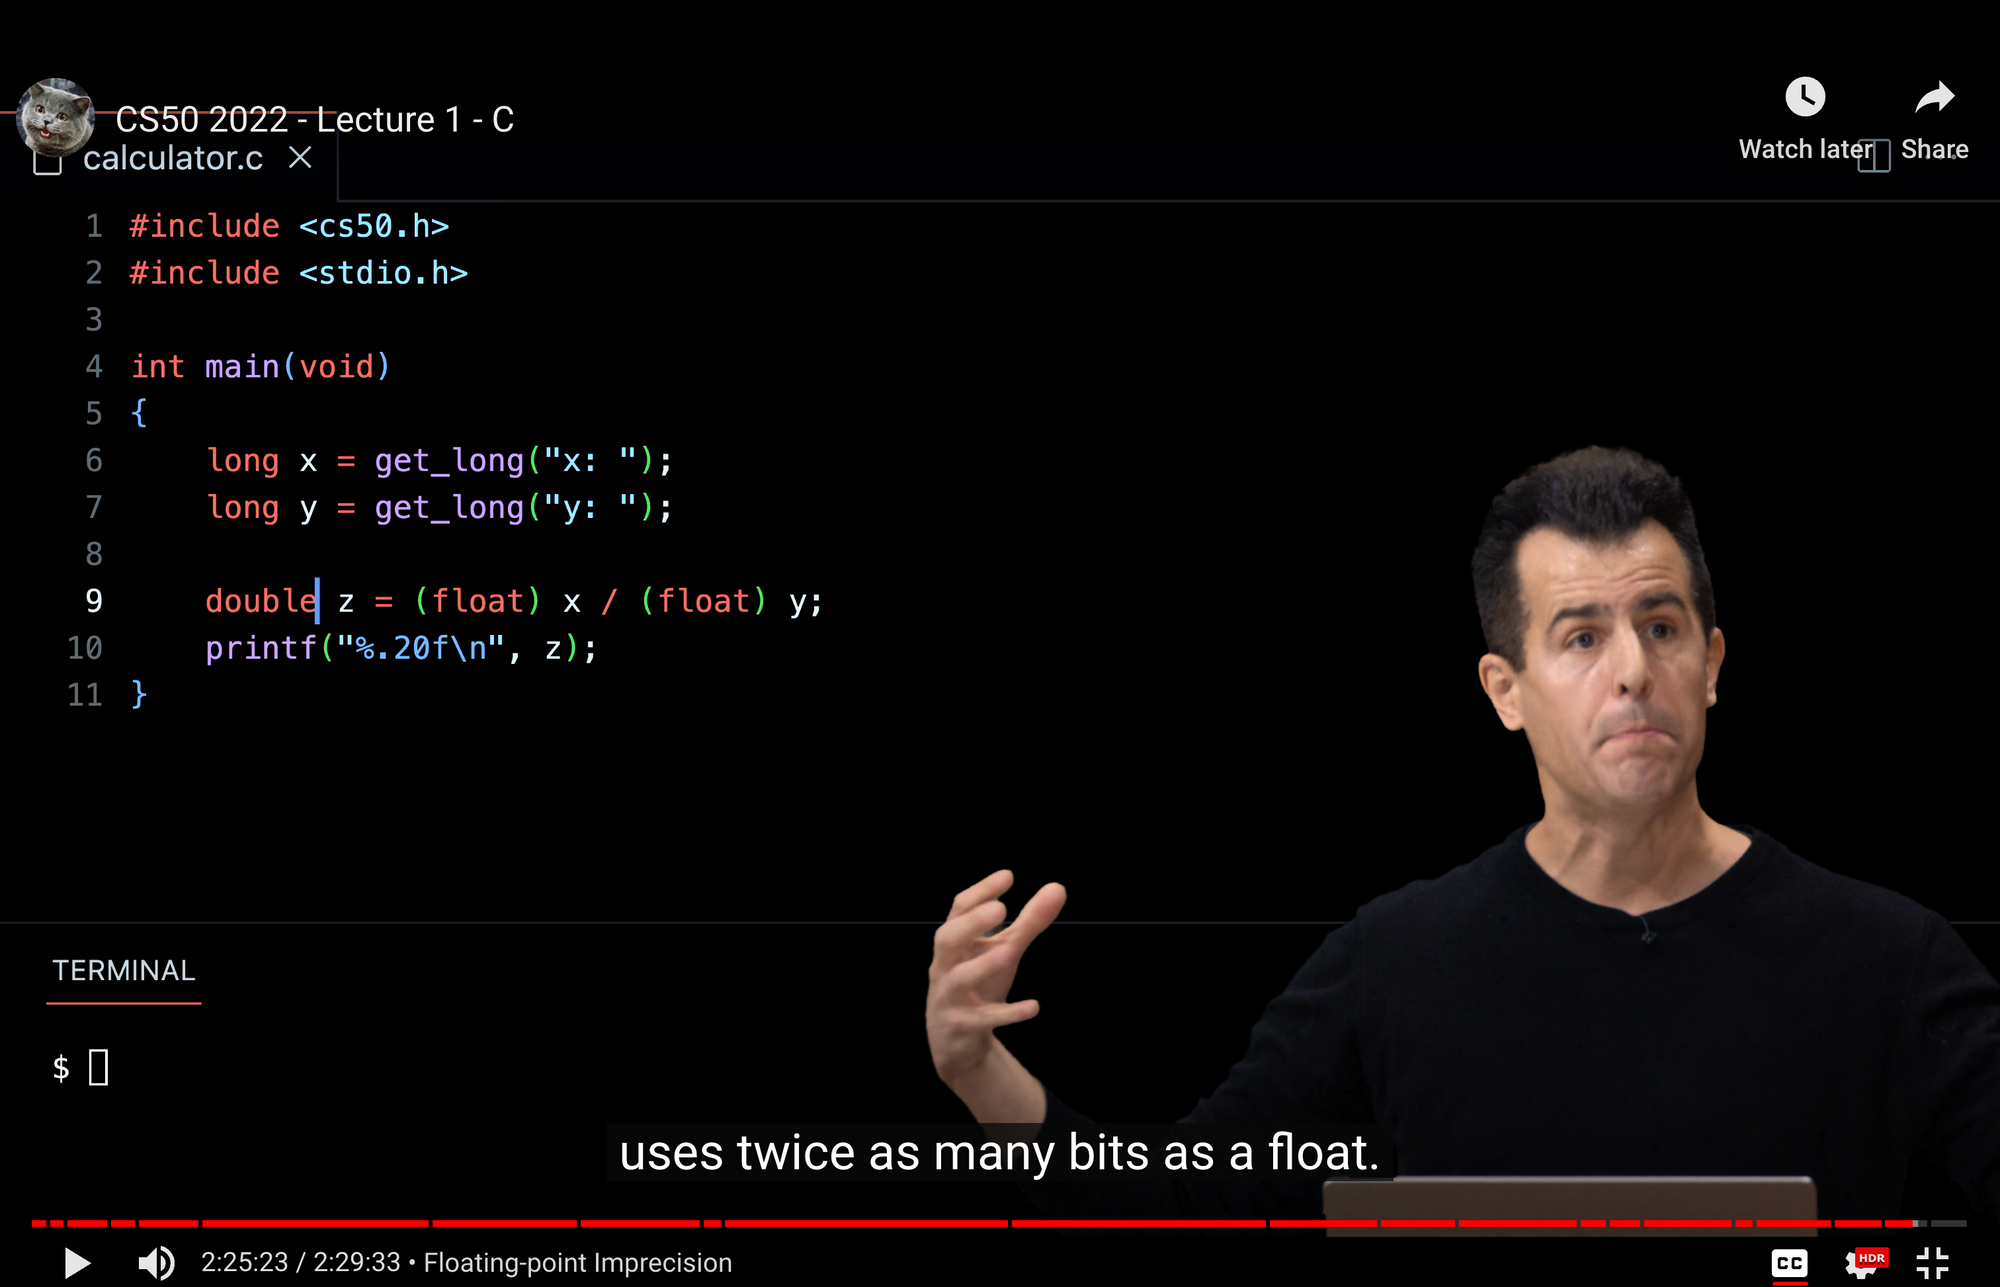 CS50 2022 - Lecture 1 - C
Watch later
Share
calculator.c
1 #include <cs50.h>
2 #include <stdio.h>
3
4 int main(void)
5 {
6     long x = get_long("x: ");
7     long y = get_long("y: ");
8
9     double z = (float) x / (float) y;
10     printf("%.20f\n", z);
11 }
TERMINAL
$
uses twice as many bits as a float.
2:25:23 / 2:29:33 • Floating-point Imprecision
CC
HDR